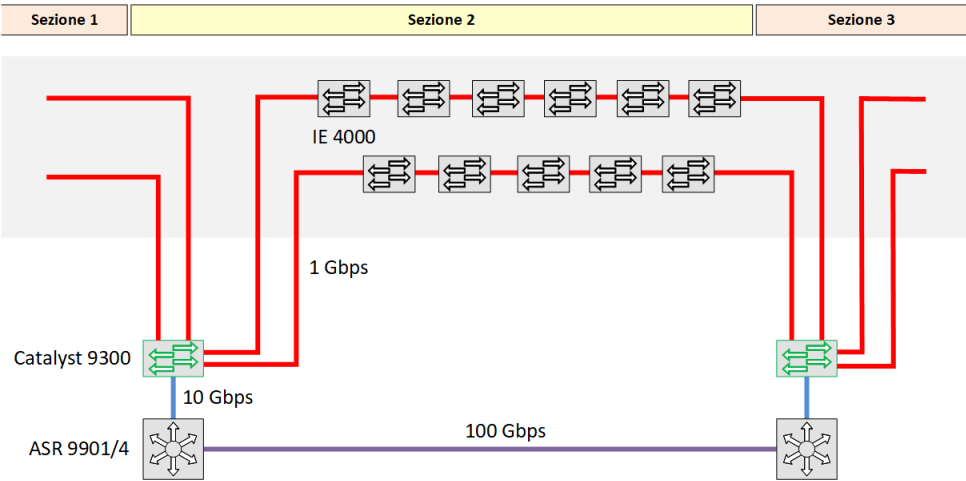 Sezione 1
Sezione 2
Sezione 3
IE 4000
1 Gbps
Catalyst 9300
10 Gbps
100 Gbps
ASR 9901/4